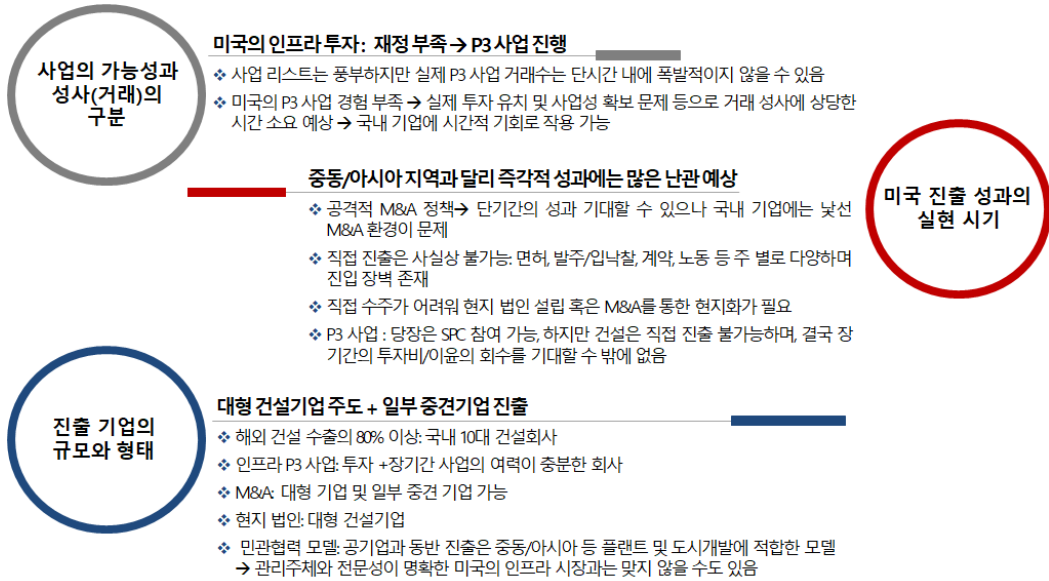 사업의 가능성과
성사(거래)의
구분
미국의 인프라 투자: 재정 부족 → P3 사업 진행
❖ 사업 리스트는 풍부하지만 실제 P3 사업 거래수는 단시간 내에 폭발적이지 않을 수 있음
❖ 미국의 P3 사업 경험 부족 → 실제 투자 유치 및 사업성 확보 문제 등으로 거래 성사에 상당한
시간 소요 예상 → 국내 기업에 시간적 기회로 작용 가능
미국 진출 성과의
실현 시기
중동/아시아 지역과 달리 즉각적 성과에는 많은 난관 예상
❖ 공격적 M&A 정책→ 단기간의 성과 기대할 수 있으나 국내 기업에는 낯선
M&A 환경이 문제
❖ 직접 진출은 사실상 불가능: 면허, 발주/입낙찰, 계약, 노동 등 주 별로 다양하며
진입 장벽 존재
❖ 직접 수주가 어려워 현지 법인 설립 혹은 M&A를 통한 현지화가 필요
❖ P3 사업 : 당장은 SPC 참여 가능, 하지만 건설은 직접 진출 불가능하며, 결국 장
기간의 투자비/이윤의 회수를 기대할 수 밖에 없음
진출 기업의
규모와 형태
대형 건설기업 주도 + 일부 중견기업 진출
❖ 해외 건설 수출의 80% 이상: 국내 10대 건설회사
❖ 인프라 P3 사업: 투자 +장기간 사업의 여력이 충분한 회사
❖ M&A: 대형 기업 및 일부 중견 기업 가능
❖ 현지 법인: 대형 건설기업
❖ 민관협력 모델: 공기업과 동반 진출은 중동/아시아 등 플랜트 및 도시개발에 적합한 모델
→ 관리주체와 전문성이 명확한 미국의 인프라 시장과는 맞지 않을 수도 있음